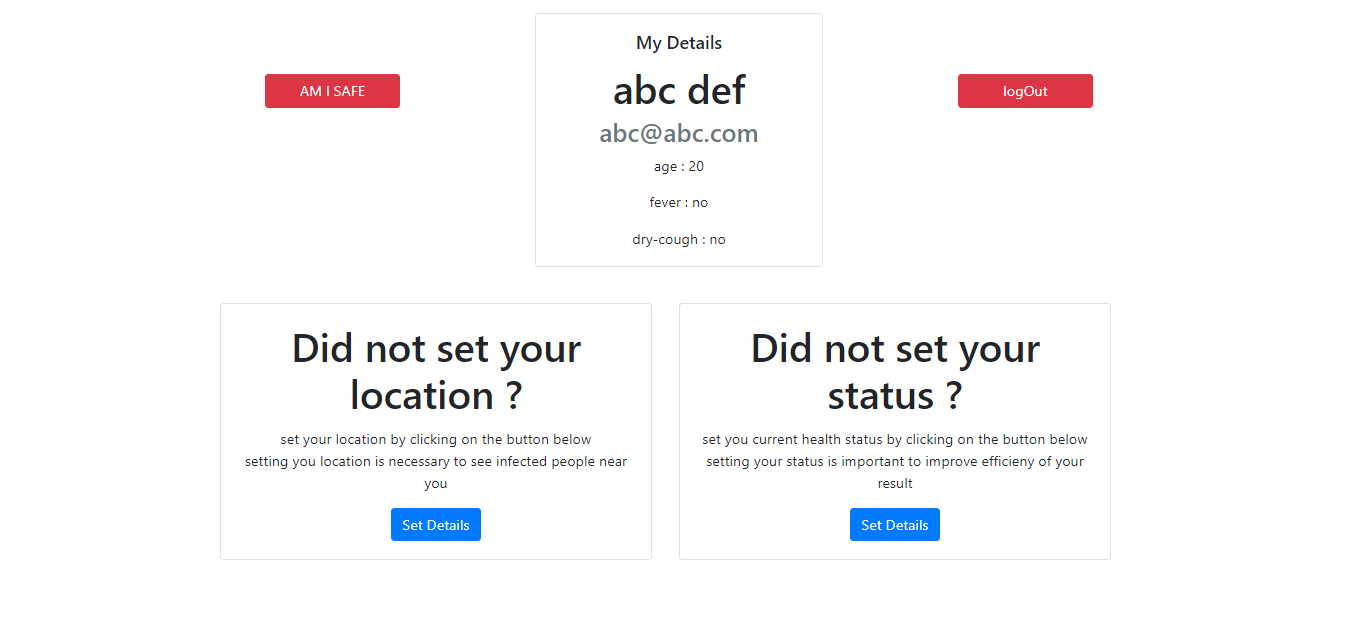 My Details
AM I SAFE
abc def
logOut
abc@abc.com
age : 20
fever : no
dry-cough : no
Did not set your
location ?
set your location by clicking on the button below
setting you location is necessary to see infected people near
you
Set Details
Did not set your
status ?
set you current health status by clicking on the button below
setting your status is important to improve efficieny of your
result
Set Details